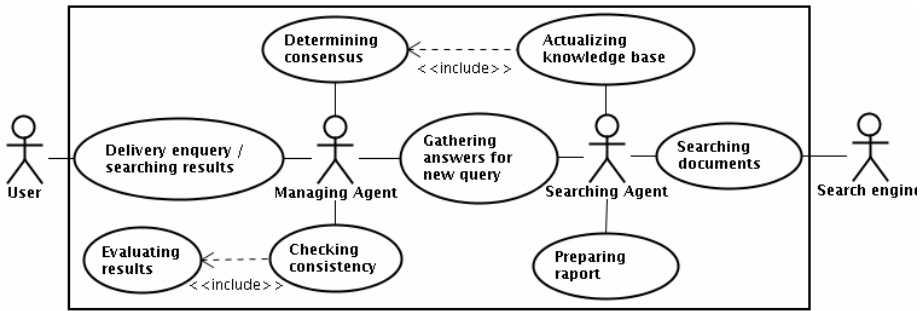 Determining
consensus
Actualizing
knowledge base
<<include>>
Delivery enquery /
searching results
Gathering
answers for
new query
Searching
documents
User
Managing Agent
Searching Agent
Search engine
Evaluating
results
Checking
consistency
<<include>>
Preparing
raport